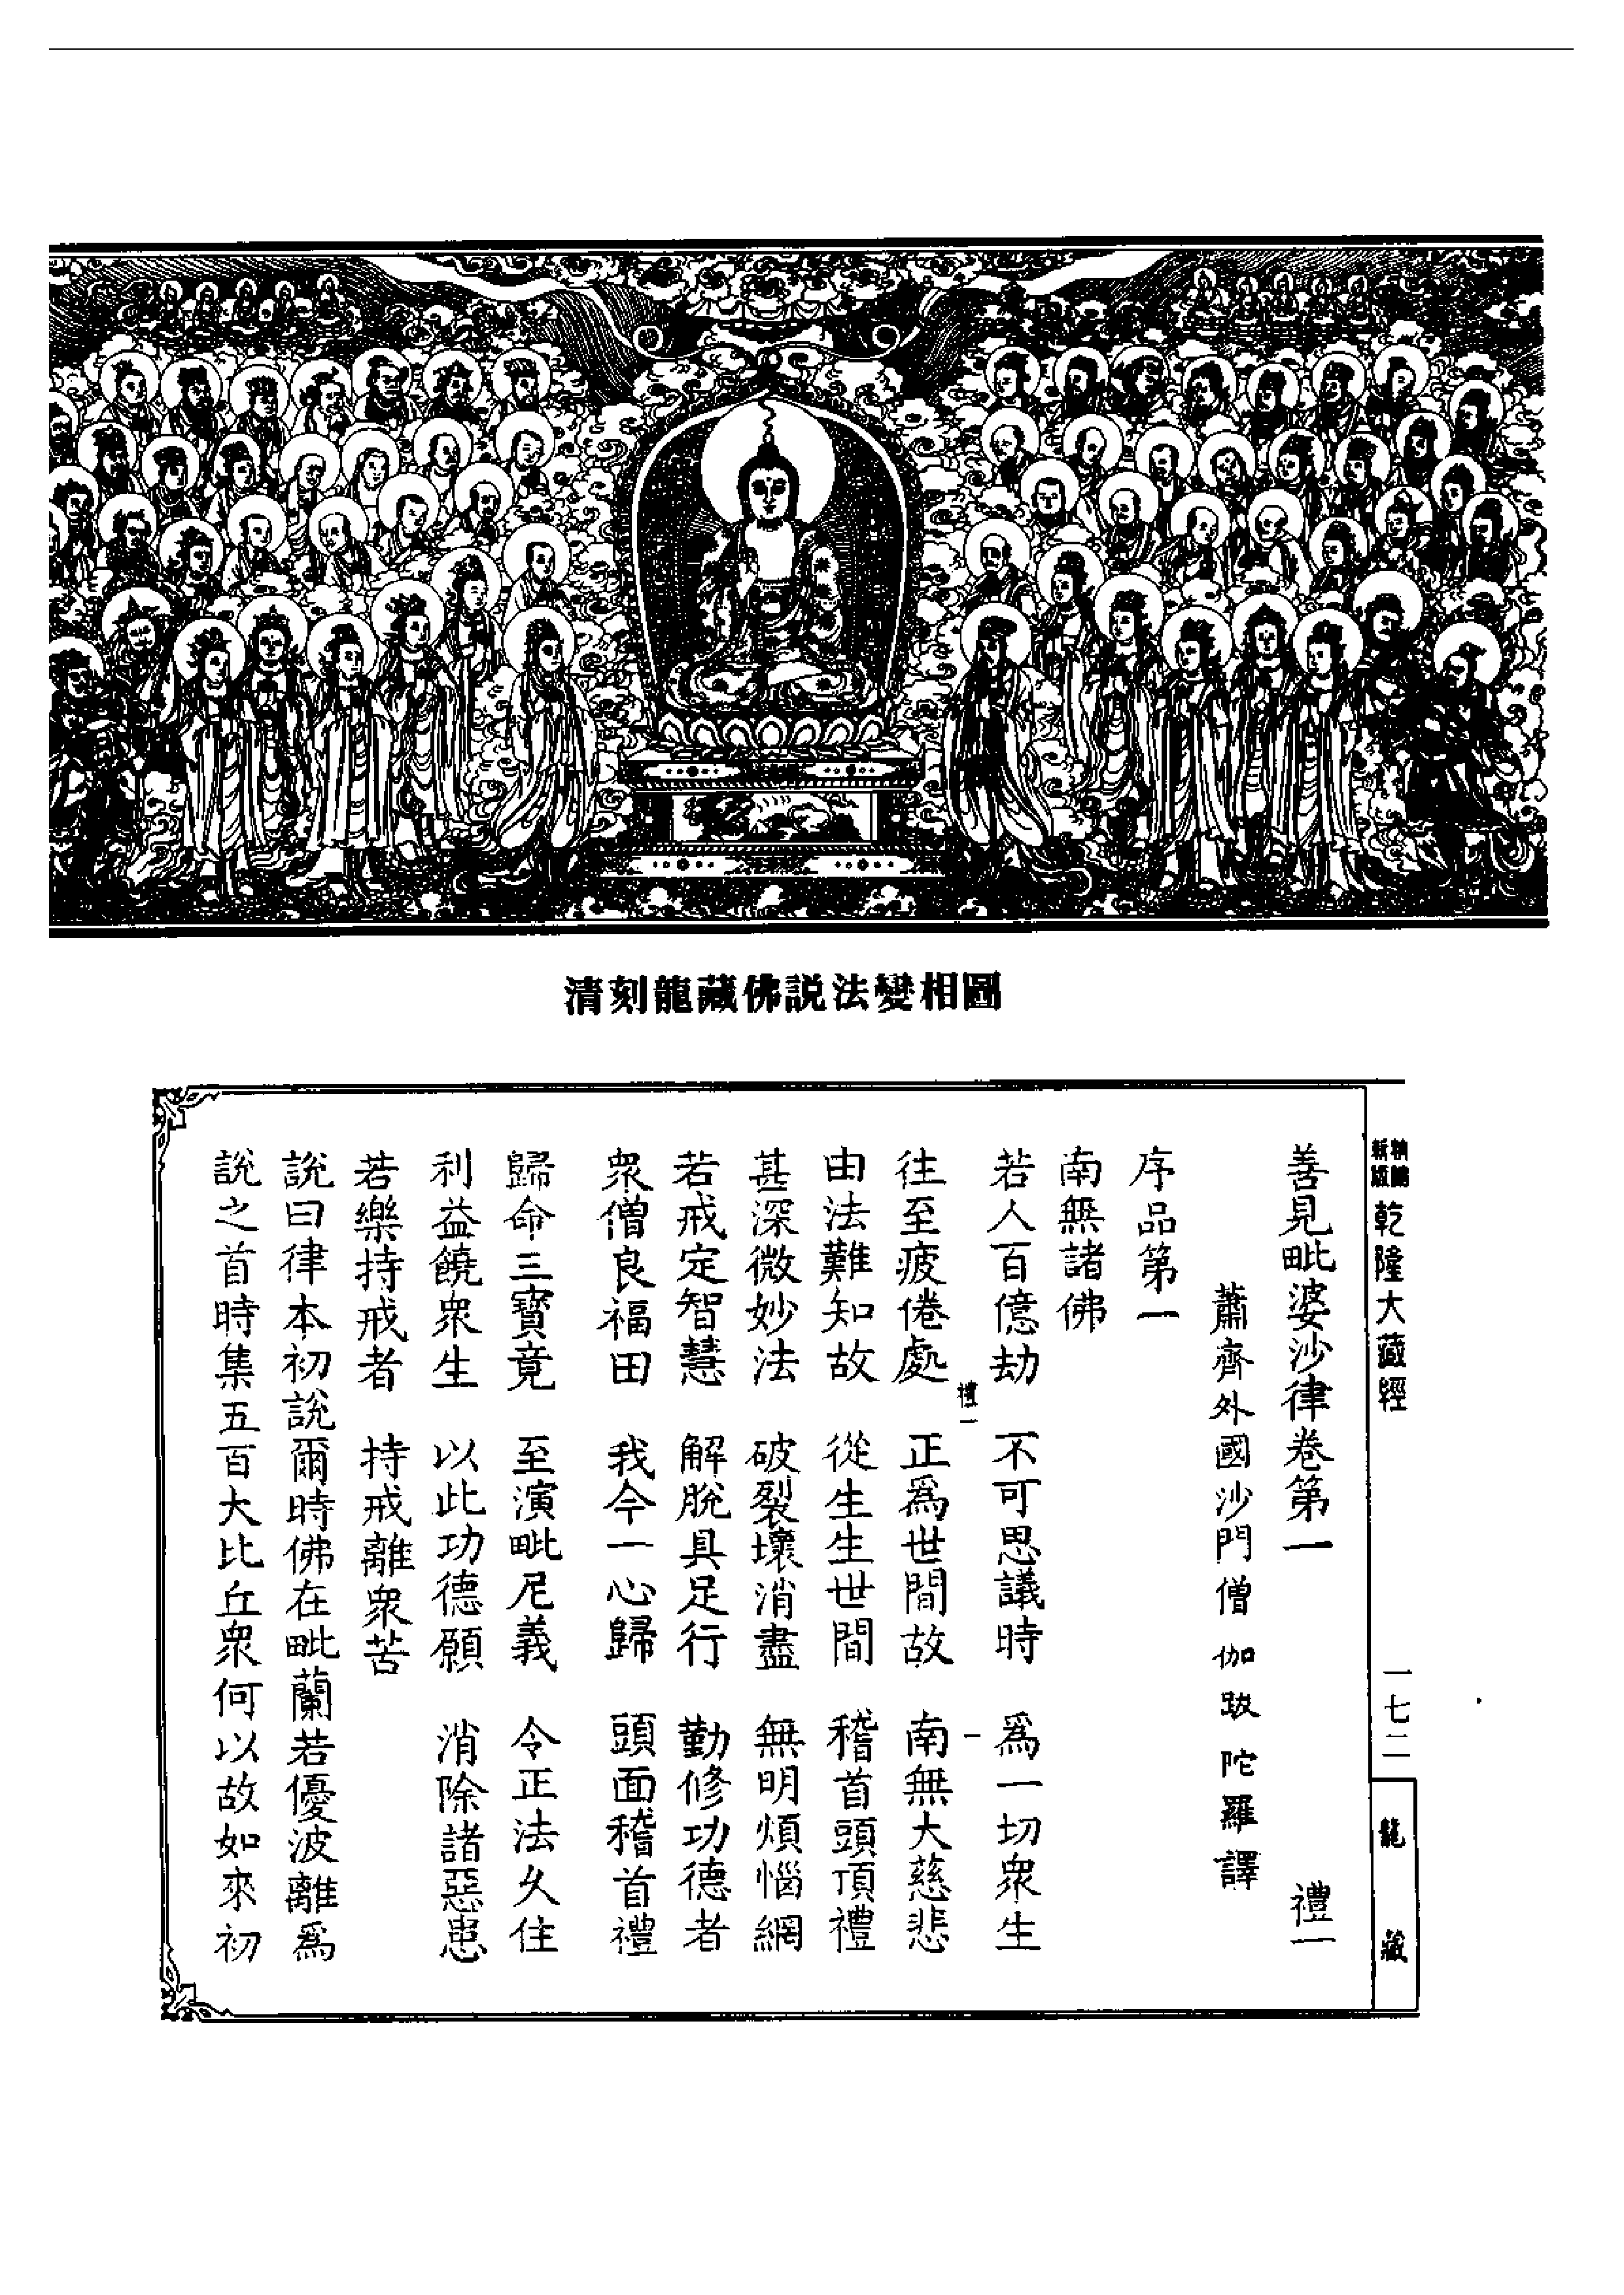 清刻龍藏佛説法變相圖
新版
乾隆大藏經
一七二
龍藏
善見毗婆沙律卷第一 禮一
蕭齊外國沙門僧伽跋陀羅譯
序品第一
南無諸佛
若人百億劫 不可思議時 為一切衆生
禮一 一
往至疲倦處 正為世間故 南無大慈悲
由法難知故 從生生世間 稽首頭頂禮
甚深微妙法 破裂壞消盡 無明煩惱網
若戒定智慧 解脫具足行 勤修功德者
衆僧良福田 我今一心歸 頭面稽首禮
歸命三寶竟 至演毗尼義 令正法久住
利益饒衆生 以此功德願 消除諸惡患
若樂持戒者 持戒離衆苦
說曰律本初說爾時佛在毗蘭若優波離為
說之首時集五百大比丘衆何以故如來初